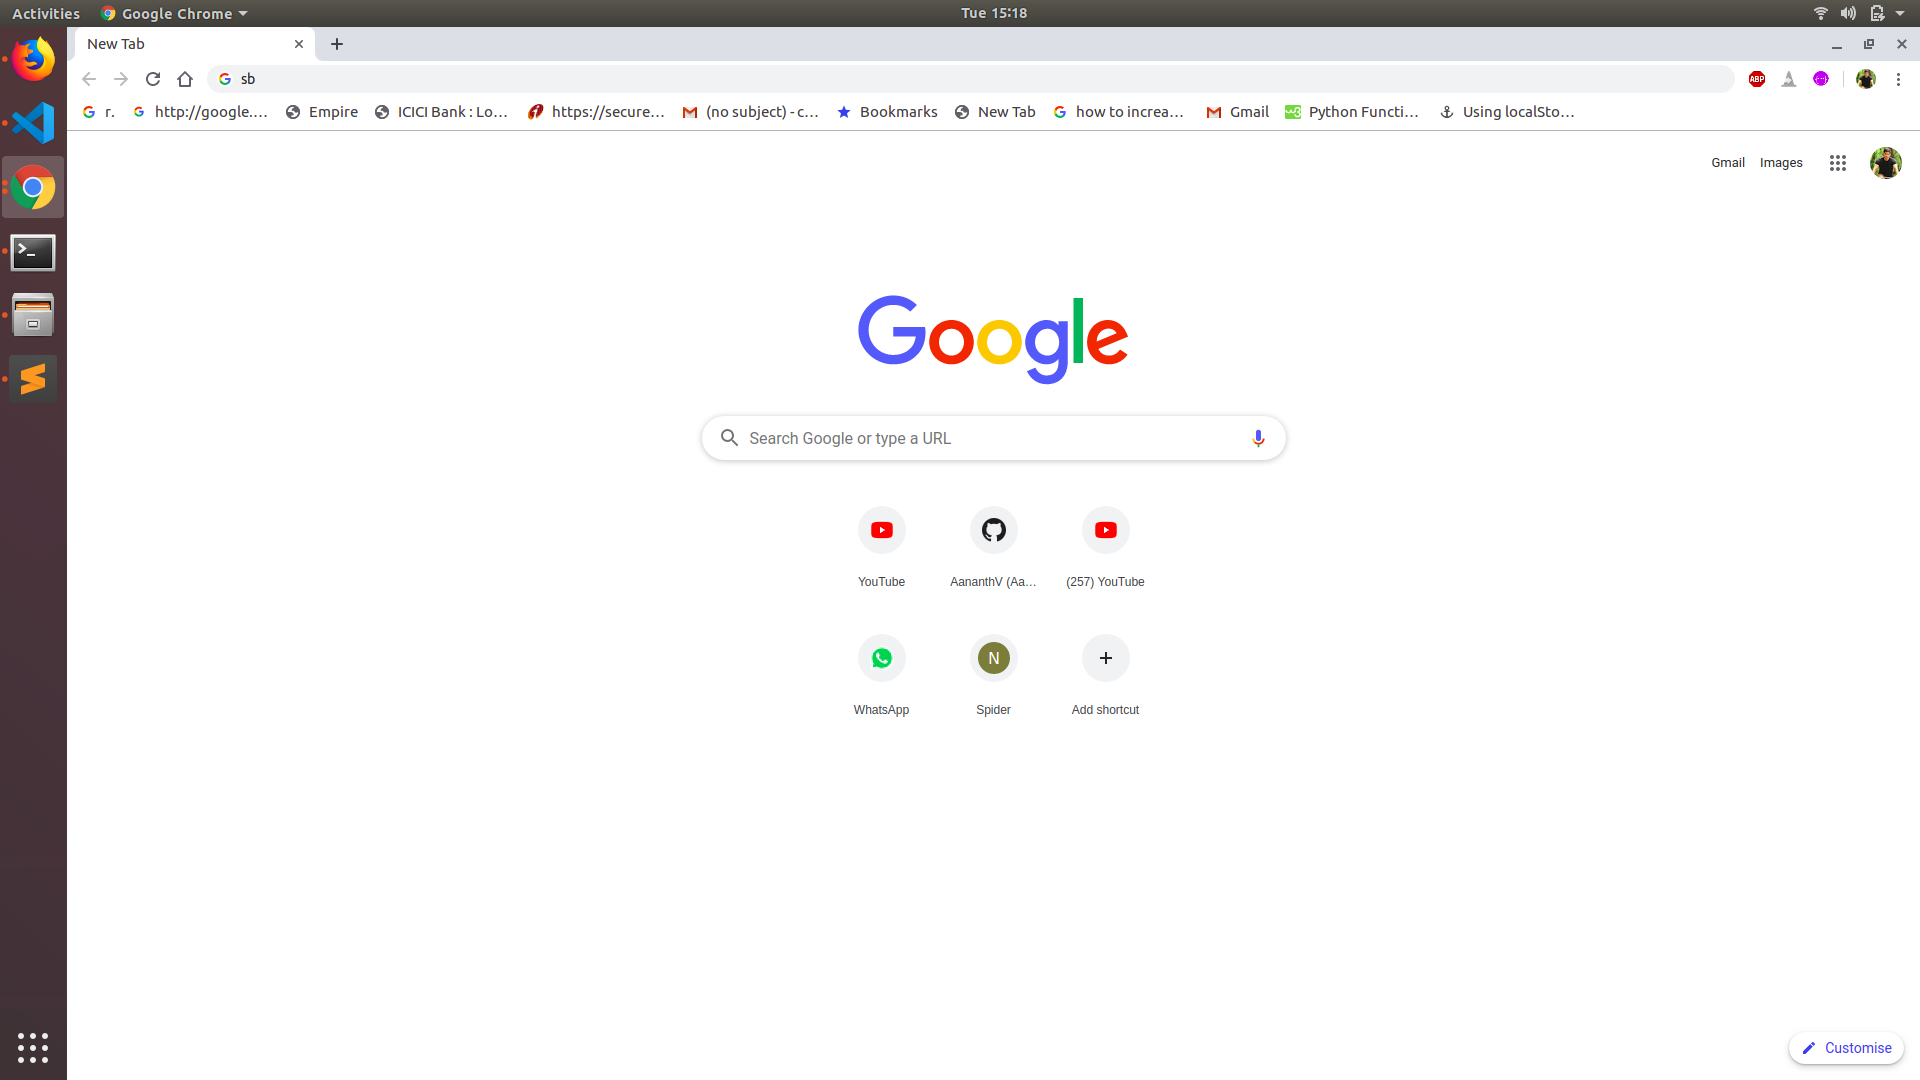 Activities Google Chrome Tue 15:18
New Tab
sb
ABP
r. http://google.… Empire ICICI Bank : Lo… https://secure… (no subject) - c… Bookmarks New Tab how to increa… Gmail Python Functi… Using localSto…
Gmail Images
Google
Search Google or type a URL
YouTube AananthV (Aa… (257) YouTube
N
WhatsApp Spider Add shortcut
Customise